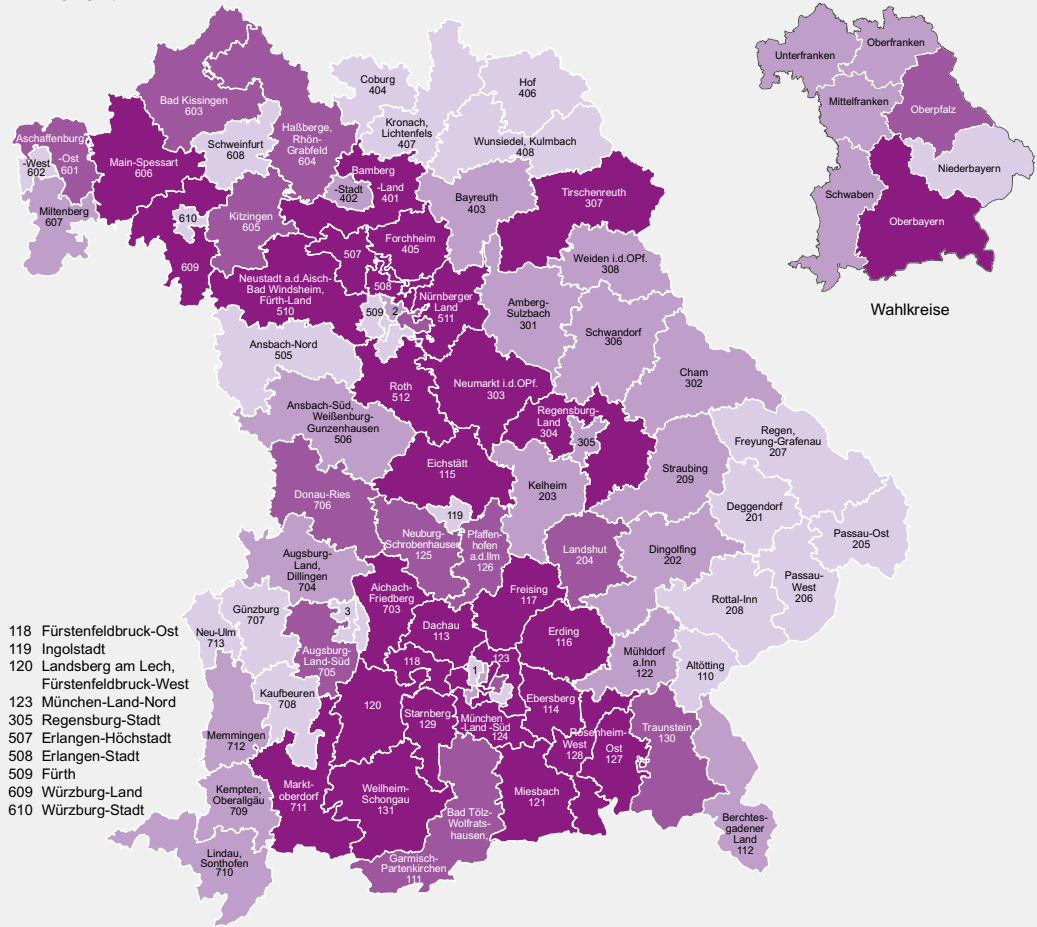 Bad Kissingen
603
Coburg
404
Hof
406
Kronach,
Lichtenfels
407
Wunsiedel, Kulmbach
408
Aschaffenburg
-West
602
-Ost
601
Main-Spessart
606
Schweinfurt
608
Haßberge,
Rhön-
Grabfeld
604
Bamberg
-Stadt
402
-Land
401
Bayreuth
403
Tirschenreuth
307
Miltenberg
607
610
Kitzingen
605
609
507
Forchheim
405
Weiden i.d.OPf.
308
Neustadt a.d.Aisch-
Bad Windsheim,
Fürth-Land
510
508
509
2
Nürnberger
Land
511
Amberg-
Sulzbach
301
Schwandorf
306
Ansbach-Nord
505
Cham
302
Roth
512
Neumarkt i.d.OPf.
303
Ansbach-Süd,
Weißenburg-
Gunzenhausen
506
Regensburg-
Land
304
305
Regen,
Freyung-Grafenau
207
Eichstätt
115
Kelheim
203
Straubing
209
Donau-Ries
706
119
Deggendorf
201
Passau-Ost
205
Neuburg-
Schrobenhausen
125
Pfaffen-
hofen
a.d.Ilm
126
Landshut
204
Dingolfing
202
Augsburg-
Land,
Dillingen
704
Passau-
West
206
Aichach-
Friedberg
703
Freising
117
Rottal-Inn
208
Günzburg
707
3
Neu-Ulm
713
Dachau
113
Erding
116
Augsburg-
Land-Süd
705
118
1
123
Mühldorf
a.Inn
122
Altötting
110
Kaufbeuren
708
120
Starnberg
129
München
-Land -Süd
124
Ebersberg
114
Rosenheim-
West
128
Ost
127
Traunstein
130
Memmingen
712
Kempten,
Oberallgäu
709
Markt-
oberdorf
711
Weilheim-
Schongau
131
Bad Tölz-
Wolfrats-
hausen,
Garmisch-
Partenkirchen
111
Miesbach
121
Berchtes-
gadener
Land
112
Lindau,
Sonthofen
710
118 Fürstenfeldbruck-Ost
119 Ingolstadt
120 Landsberg am Lech,
Fürstenfeldbruck-West
123 München-Land-Nord
305 Regensburg-Stadt
507 Erlangen-Höchstadt
508 Erlangen-Stadt
509 Fürth
609 Würzburg-Land
610 Würzburg-Stadt
Unterfranken
Oberfranken
Mittelfranken
Oberpfalz
Niederbayern
Schwaben
Oberbayern
Wahlkreise